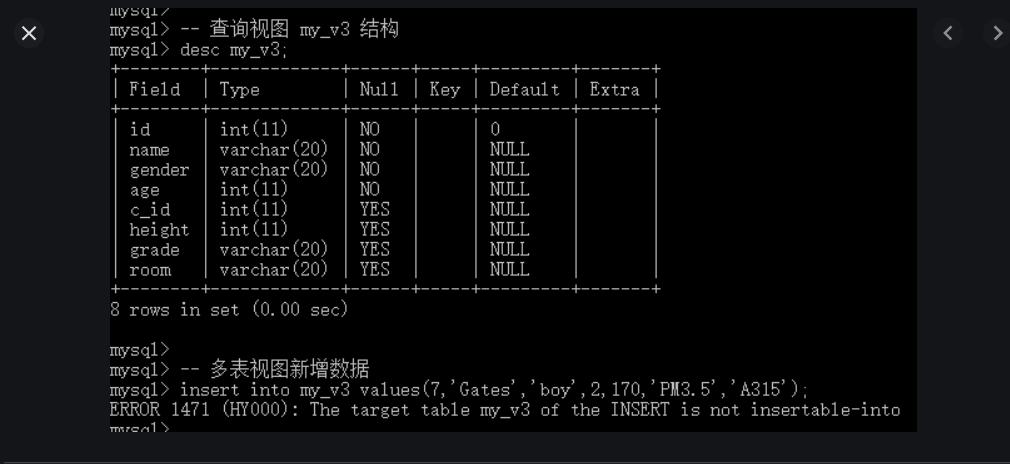 mysql>
mysql> -- 查询视图 my_v3 结构
mysql> desc my_v3;
+--------+-------------+------+-----+---------+-------+
| Field | Type | Null | Key | Default | Extra |
+--------+-------------+------+-----+---------+-------+
| id | int(11) | NO | | 0 | |
| name | varchar(20) | NO | | NULL | |
| gender | varchar(20) | NO | | NULL | |
| age | int(11) | NO | | NULL | |
| c_id | int(11) | YES | | NULL | |
| height | int(11) | YES | | NULL | |
| grade | varchar(20) | YES | | NULL | |
| room | varchar(20) | YES | | NULL | |
+--------+-------------+------+-----+---------+-------+
8 rows in set (0.00 sec)
mysql>
mysql> -- 多表视图新增数据
mysql> insert into my_v3 values(7,'Gates','boy',2,170,'PM3.5','A315');
ERROR 1471 (HY000): The target table my_v3 of the INSERT is not insertable-into
mysql>